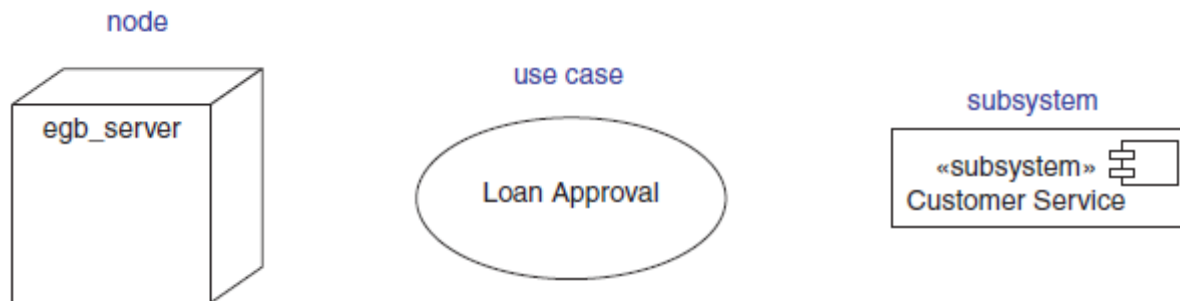 node
egb_server
use case
Loan Approval
subsystem
«subsystem»
Customer Service